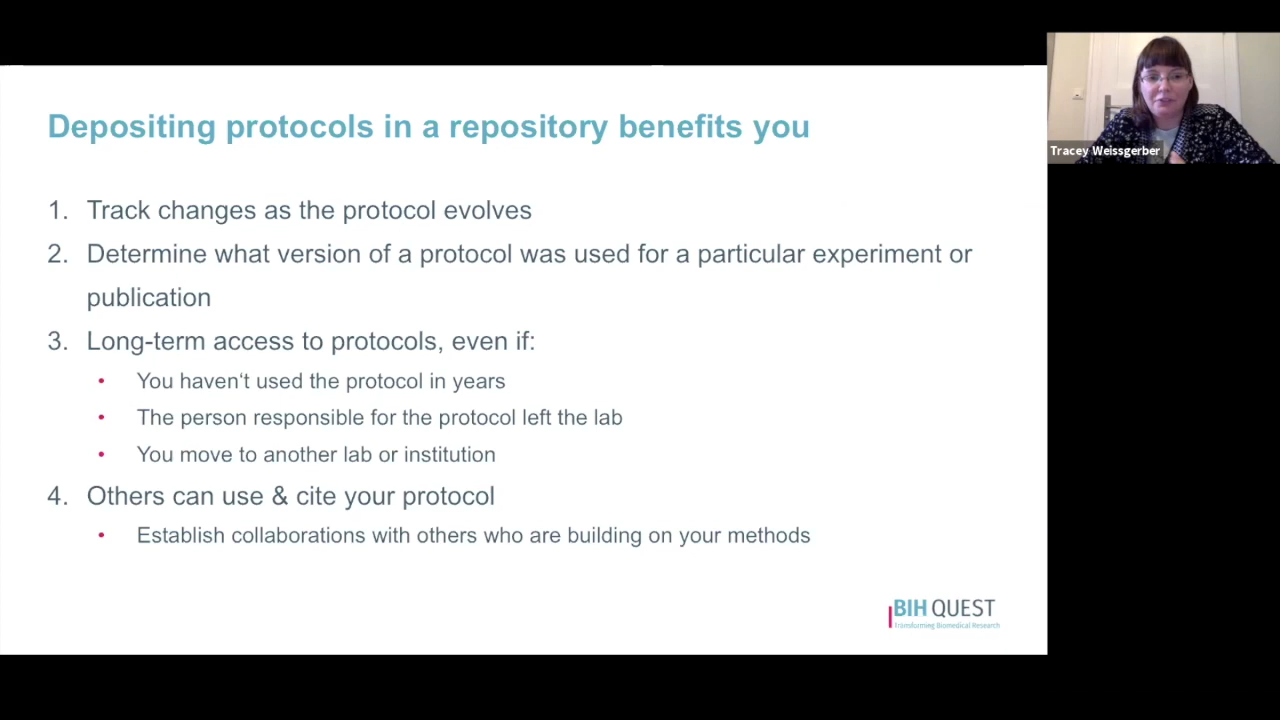 Depositing protocols in a repository benefits you
Tracey Weissgerber
1. Track changes as the protocol evolves
2. Determine what version of a protocol was used for a particular experiment or
publication
3. Long-term access to protocols, even if:
• You haven‘t used the protocol in years
• The person responsible for the protocol left the lab
• You move to another lab or institution
4. Others can use & cite your protocol
• Establish collaborations with others who are building on your methods
BIH QUEST
Transforming Biomedical Research